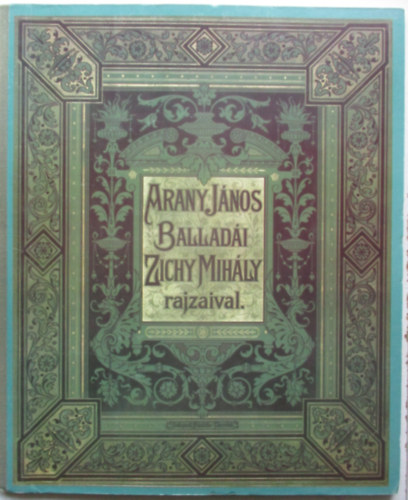 ARANY JÁNOS
BALLADÁI
ZICHY MIHÁLY
rajzaival.